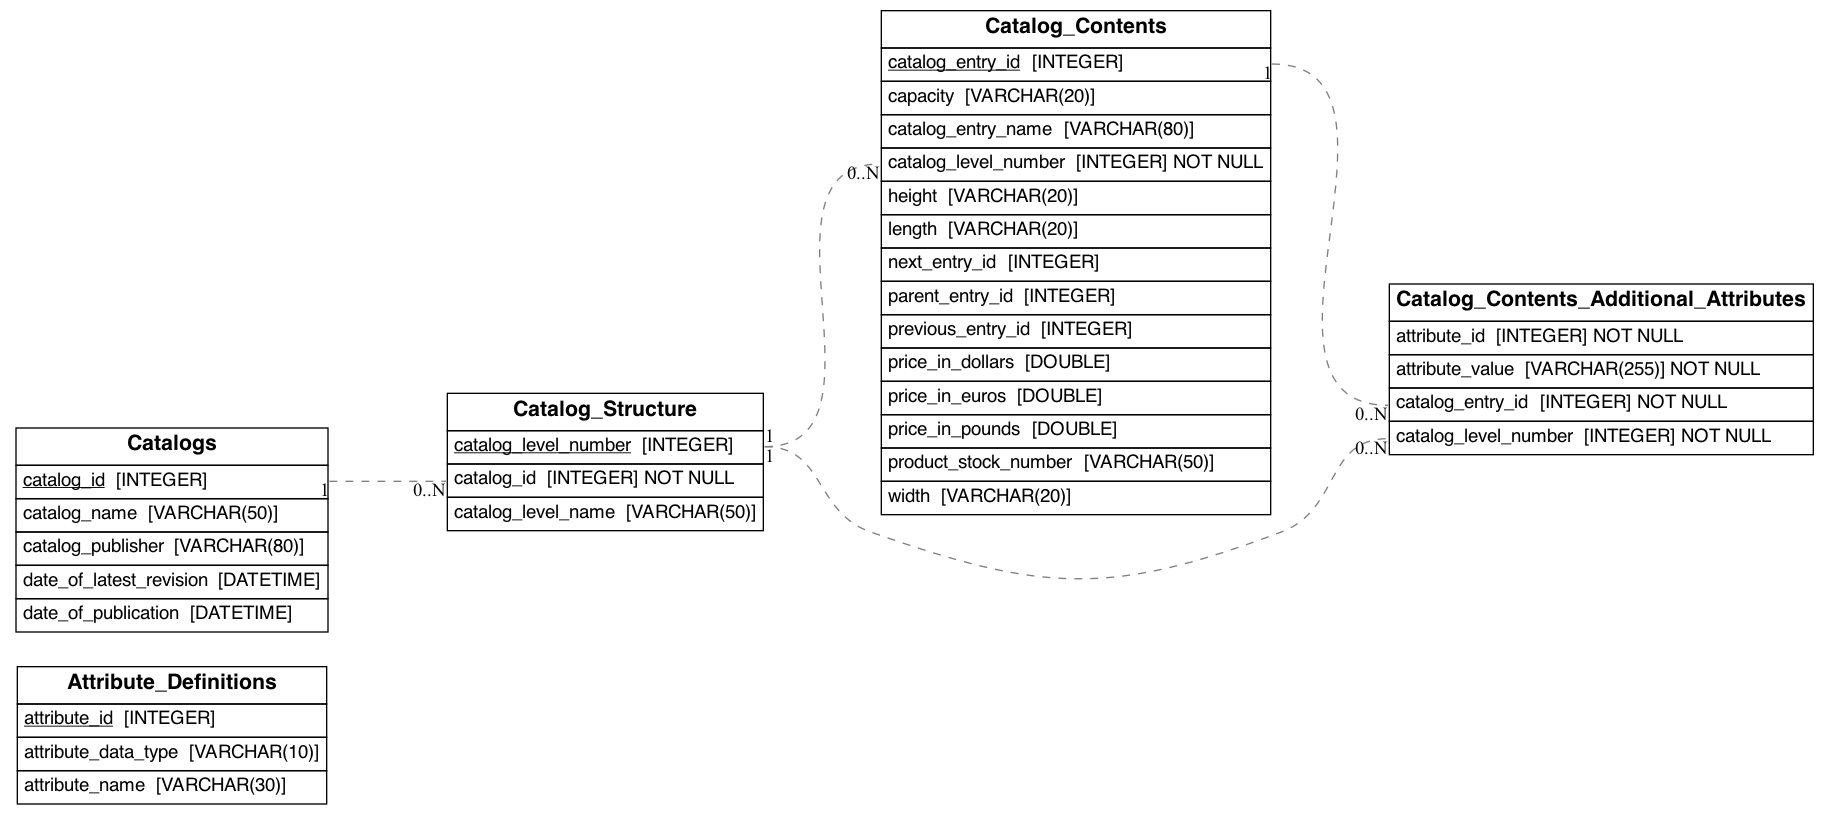 Catalogs
catalog_id [INTEGER]
catalog_name [VARCHAR(50)]
catalog_publisher [VARCHAR(80)]
date_of_latest_revision [DATETIME]
date_of_publication [DATETIME]
1
0..N
Catalog_Structure
catalog_level_number [INTEGER]
catalog_id [INTEGER] NOT NULL
catalog_level_name [VARCHAR(50)]
1
1
0..N
Catalog_Contents
catalog_entry_id [INTEGER]
capacity [VARCHAR(20)]
catalog_entry_name [VARCHAR(80)]
catalog_level_number [INTEGER] NOT NULL
height [VARCHAR(20)]
length [VARCHAR(20)]
next_entry_id [INTEGER]
parent_entry_id [INTEGER]
previous_entry_id [INTEGER]
price_in_dollars [DOUBLE]
price_in_euros [DOUBLE]
price_in_pounds [DOUBLE]
product_stock_number [VARCHAR(50)]
width [VARCHAR(20)]
1
0..N
0..N
Catalog_Contents_Additional_Attributes
attribute_id [INTEGER] NOT NULL
attribute_value [VARCHAR(255)] NOT NULL
catalog_entry_id [INTEGER] NOT NULL
catalog_level_number [INTEGER] NOT NULL
Attribute_Definitions
attribute_id [INTEGER]
attribute_data_type [VARCHAR(10)]
attribute_name [VARCHAR(30)]